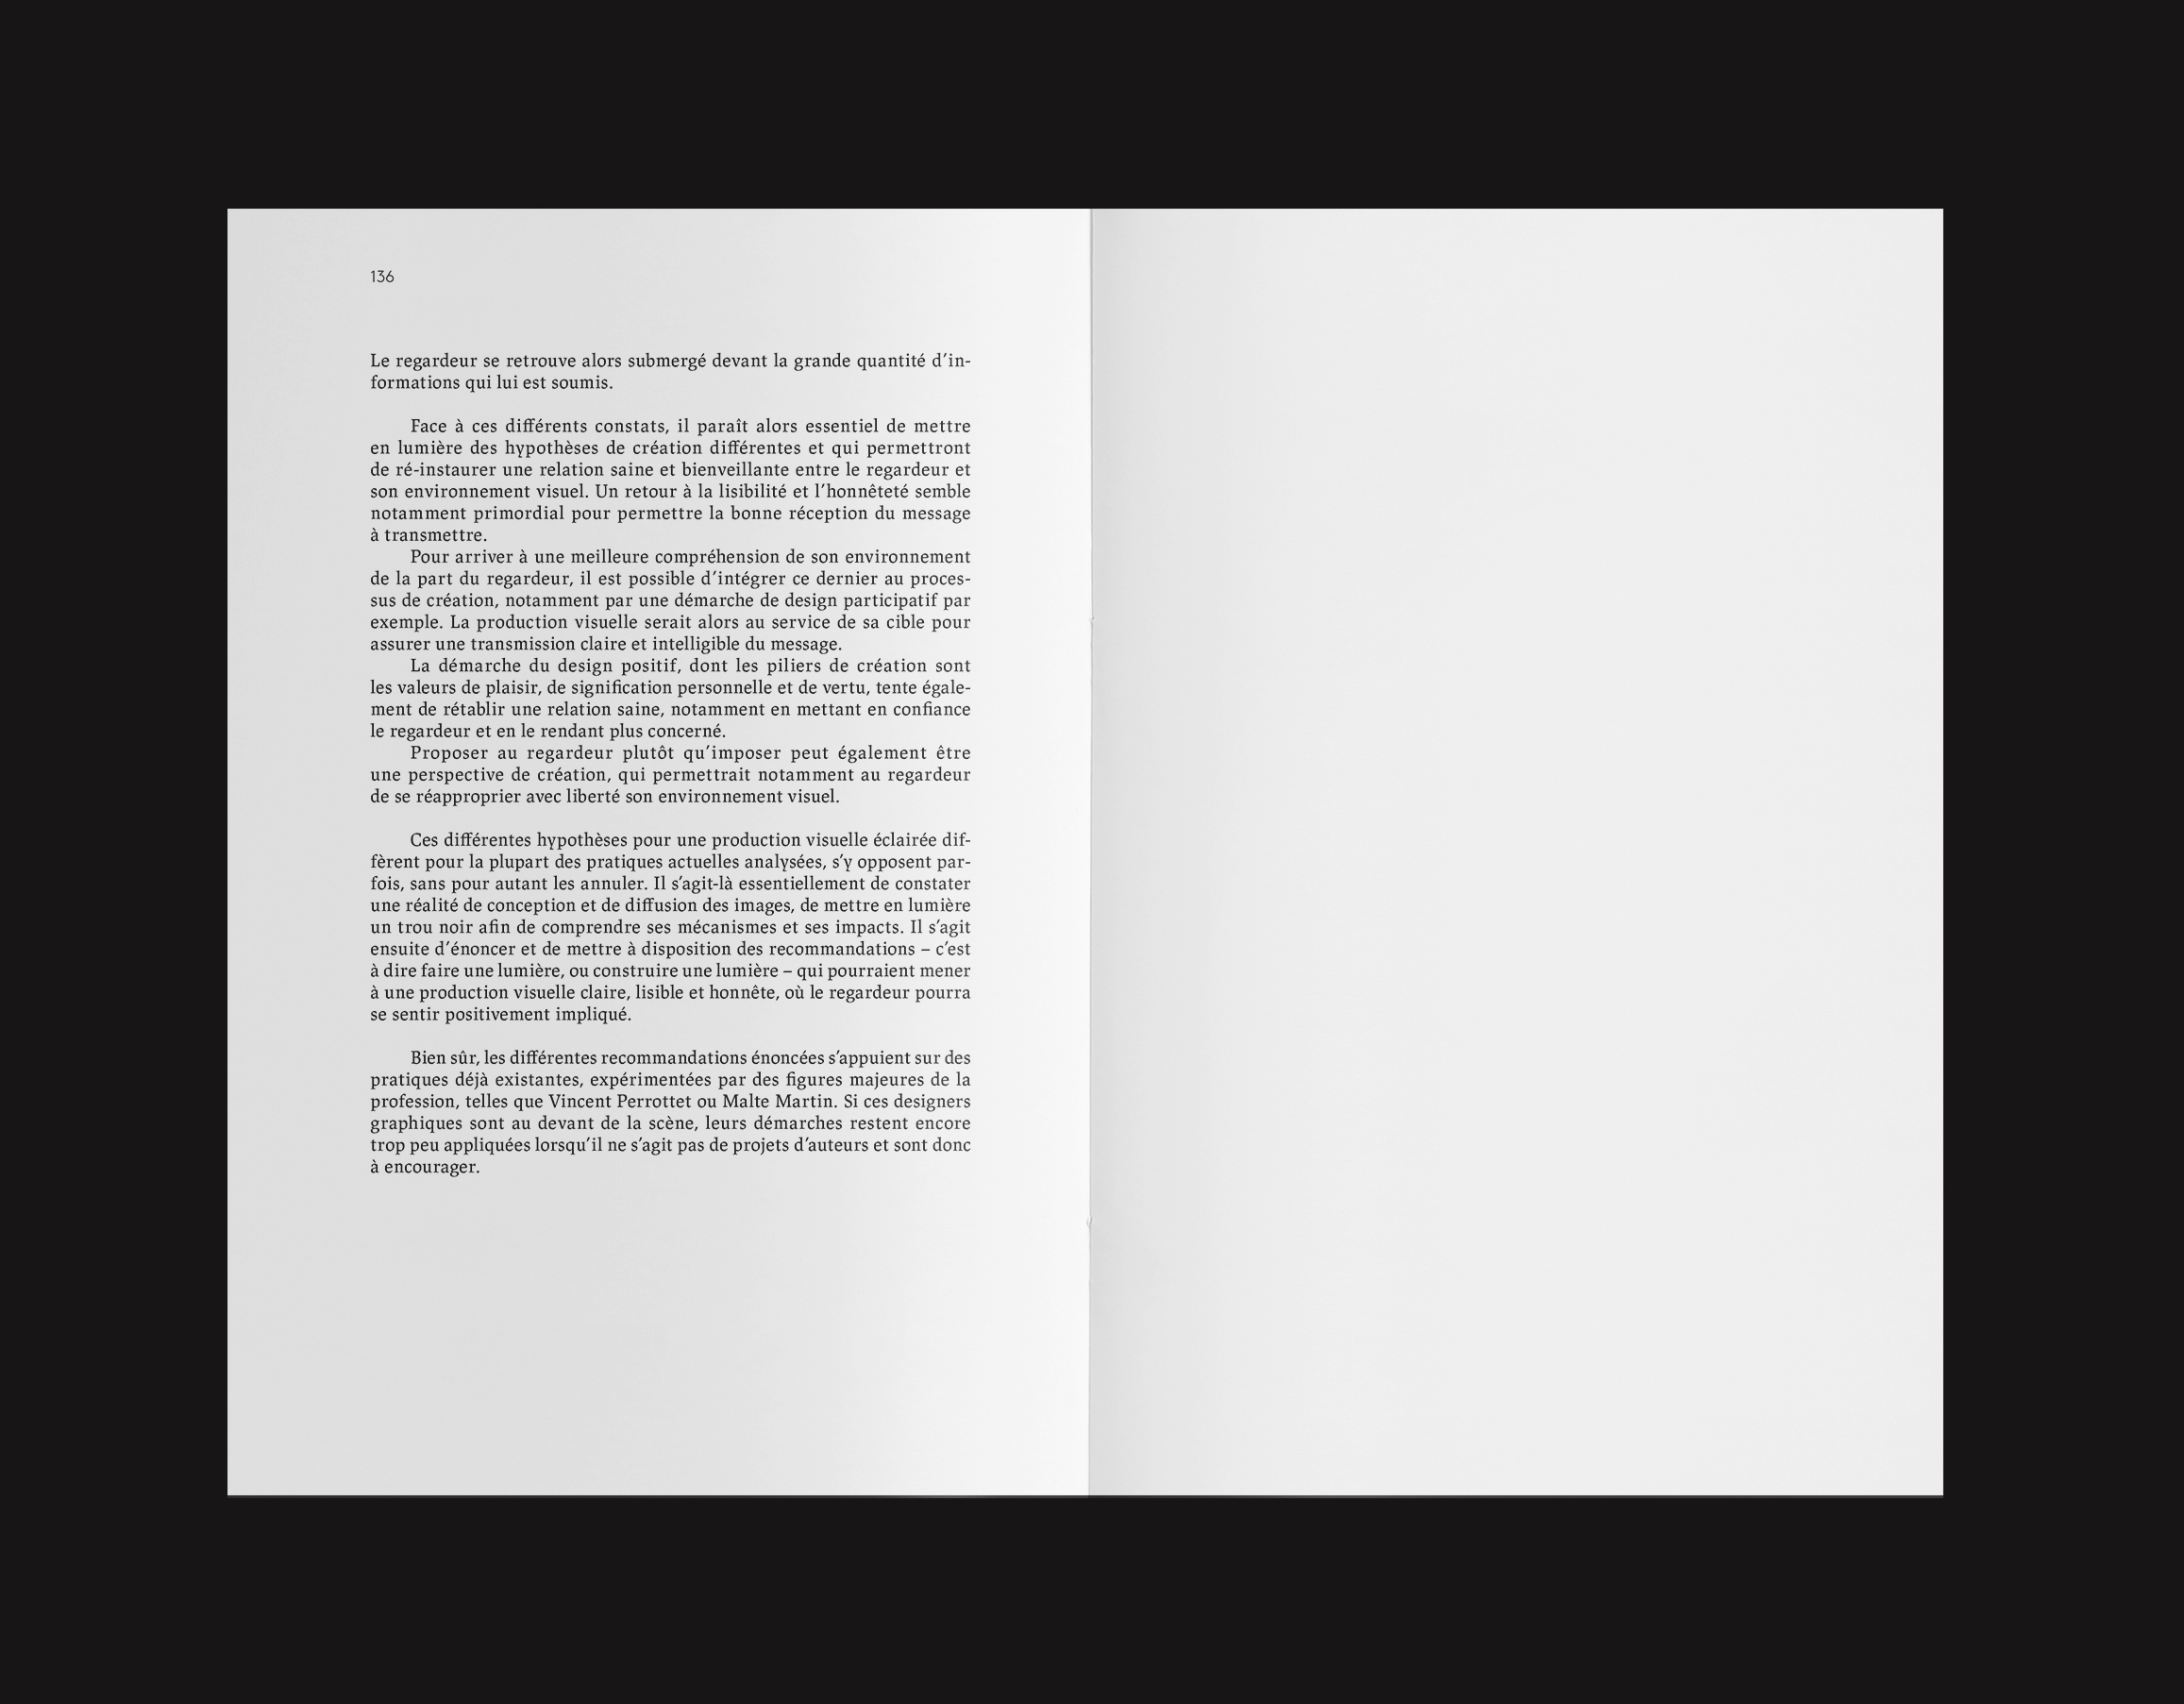 136
Le regardeur se retrouve alors submergé devant la grande quantité d’in-
formations qui lui est soumis.
Face à ces différents constats, il paraît alors essentiel de mettre
en lumière des hypothèses de création différentes et qui permettront
de ré-instaurer une relation saine et bienveillante entre le regardeur et
son environnement visuel. Un retour à la lisibilité et l’honnêteté semble
notamment primordial pour permettre la bonne réception du message
à transmettre.
Pour arriver à une meilleure compréhension de son environnement
de la part du regardeur, il est possible d’intégrer ce dernier au proces-
sus de création, notamment par une démarche de design participatif par
exemple. La production visuelle serait alors au service de sa cible pour
assurer une transmission claire et intelligible du message.
La démarche du design positif, dont les piliers de création sont
les valeurs de plaisir, de signification personnelle et de vertu, tente égale-
ment de rétablir une relation saine, notamment en mettant en confiance
le regardeur et en le rendant plus concerné.
Proposer au regardeur plutôt qu’imposer peut également être
une perspective de création, qui permettrait notamment au regardeur
de se réapproprier avec liberté son environnement visuel.
Ces différentes hypothèses pour une production visuelle éclairée dif-
fèrent pour la plupart des pratiques actuelles analysées, s’y opposent par-
fois, sans pour autant les annuler. Il s’agit-là essentiellement de constater
une réalité de conception et de diffusion des images, de mettre en lumière
un trou noir afin de comprendre ses mécanismes et ses impacts. Il s’agit
ensuite d’énoncer et de mettre à disposition des recommandations – c’est
à dire faire une lumière, ou construire une lumière – qui pourraient mener
à une production visuelle claire, lisible et honnête, où le regardeur pourra
se sentir positivement impliqué.
Bien sûr, les différentes recommandations énoncées s’appuient sur des
pratiques déjà existantes, expérimentées par des figures majeures de la
profession, telles que Vincent Perrottet ou Malte Martin. Si ces designers
graphiques sont au devant de la scène, leurs démarches restent encore
trop peu appliquées lorsqu’il ne s’agit pas de projets d’auteurs et sont donc
à encourager.